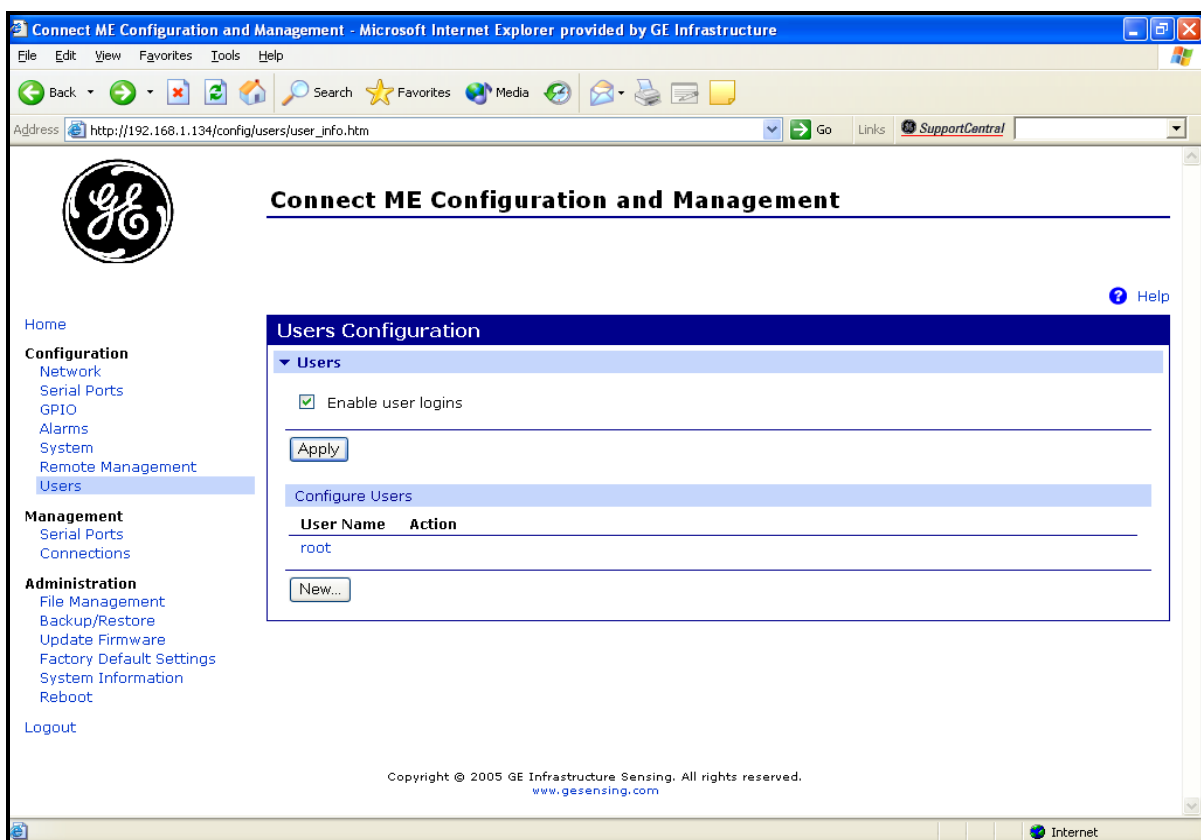 Connect ME Configuration and Management - Microsoft Internet Explorer provided by GE Infrastructure
File Edit View Favorites Tools Help
Back Search Favorites Media
Address http://192.168.1.134/config/users/user_info.htm Go Links SupportCentral
GE
Connect ME Configuration and Management
? Help
Home
Configuration
Network
Serial Ports
GPIO
Alarms
System
Remote Management
Users
Management
Serial Ports
Connections
Administration
File Management
Backup/Restore
Update Firmware
Factory Default Settings
System Information
Reboot
Logout
Users Configuration
Users
Enable user logins
Apply
Configure Users
User Name Action
root
New...
Copyright © 2005 GE Infrastructure Sensing. All rights reserved.
www.gesensing.com
Internet